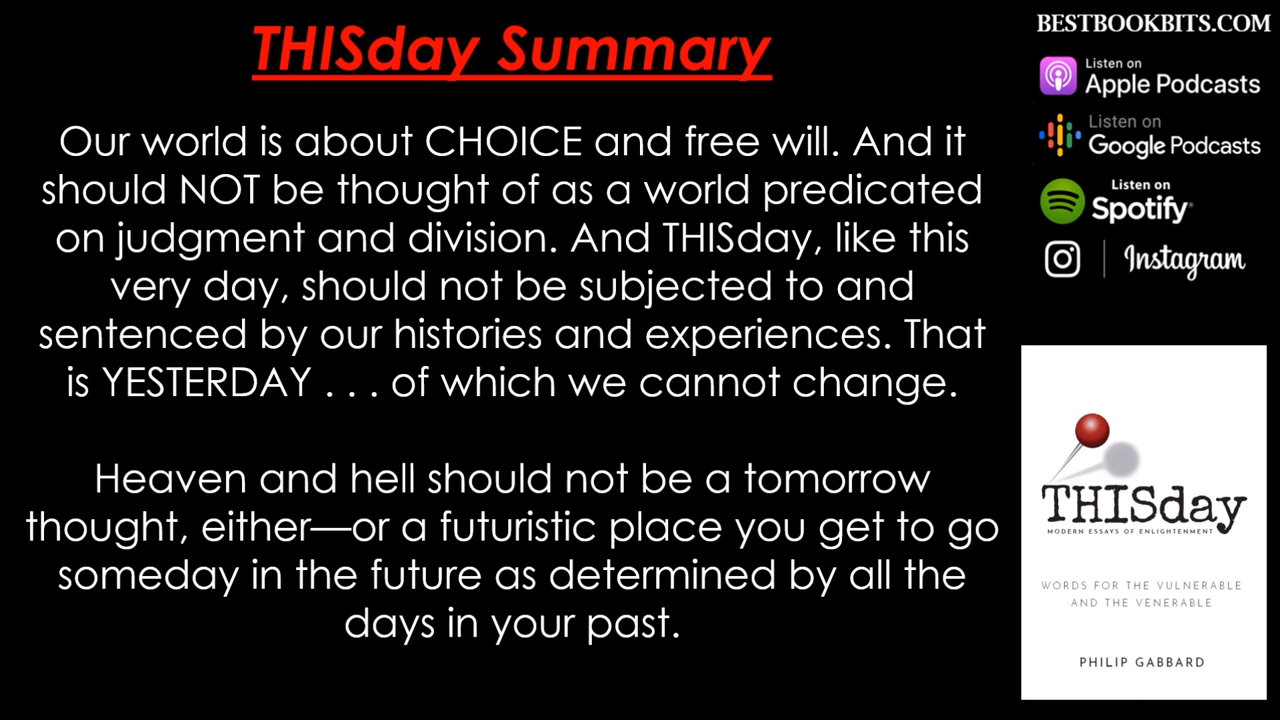 THISday Summary
Our world is about CHOICE and free will. And it
should NOT be thought of as a world predicated
on judgment and division. And THISday, like this
very day, should not be subjected to and
sentenced by our histories and experiences. That
is YESTERDAY . . . of which we cannot change.
Heaven and hell should not be a tomorrow
thought, either—or a futuristic place you get to go
someday in the future as determined by all the
days in your past.
BESTBOOKBITS.COM
Listen on
Apple Podcasts
Listen on
Google Podcasts
Listen on
Spotify
Instagram
THISday
MODERN ESSAYS OF ENLIGHTENMENT
WORDS FOR THE VULNERABLE
AND THE VENERABLE
PHILIP GABBARD